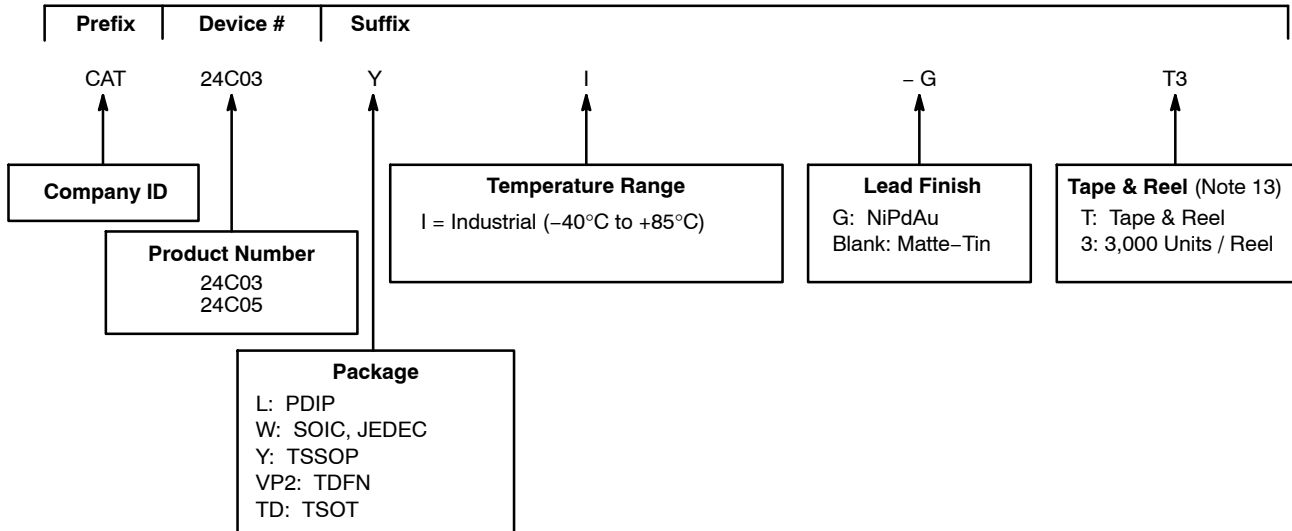 Prefix Device # Suffix
CAT 24C03 Y I – G T3
Company ID
Product Number
24C03
24C05
Package
L: PDIP
W: SOIC, JEDEC
Y: TSSOP
VP2: TDFN
TD: TSOT
Temperature Range
I = Industrial (−40°C to +85°C)
Lead Finish
G: NiPdAu
Blank: Matte−Tin
Tape & Reel (Note 13)
T: Tape & Reel
3: 3,000 Units / Reel